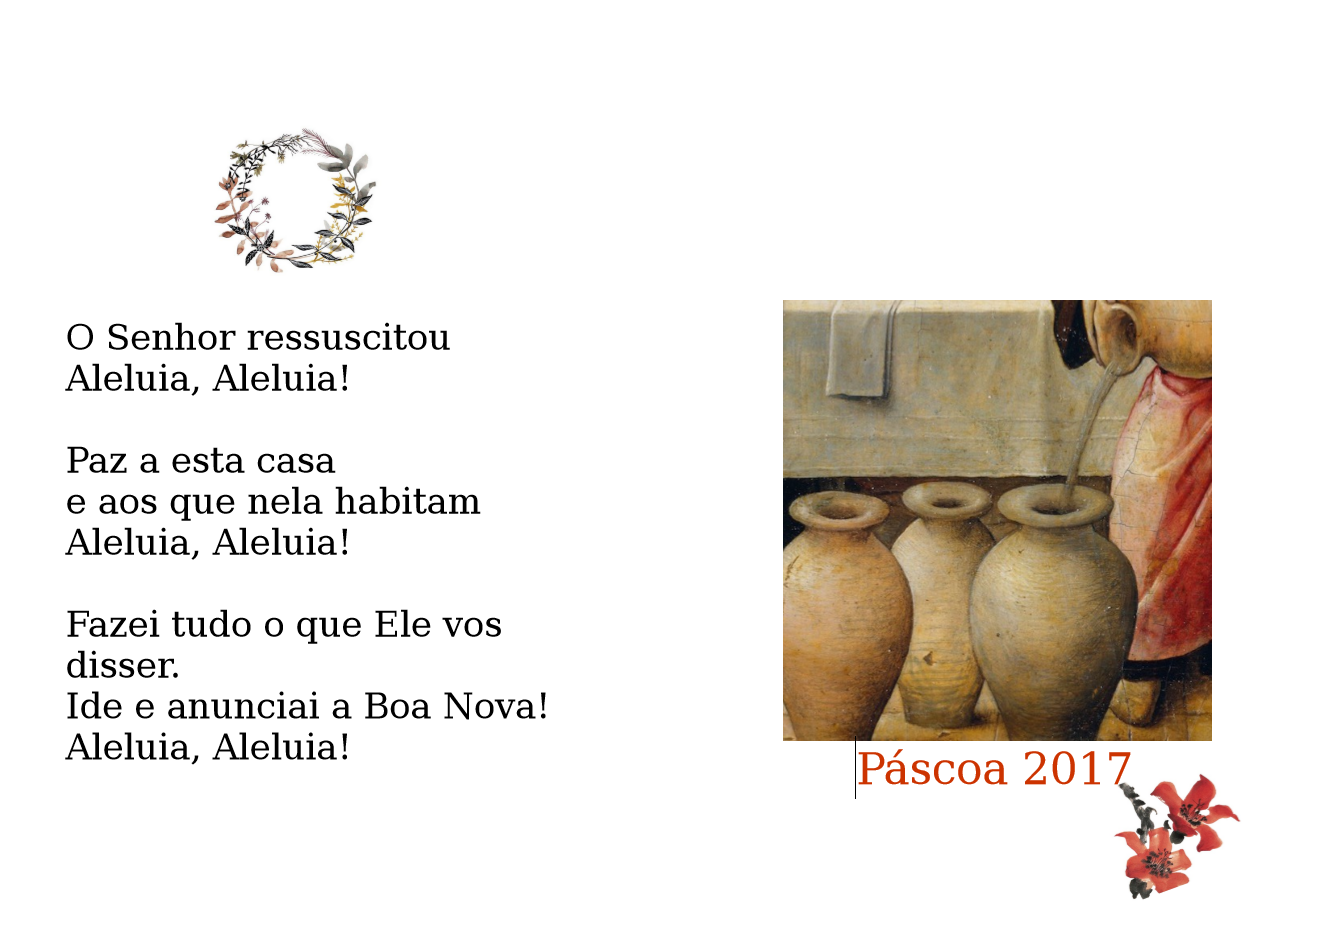 O Senhor ressuscitou
Aleluia, Aleluia!
Paz a esta casa
e aos que nela habitam
Aleluia, Aleluia!
Fazei tudo o que Ele vos
disser.
Ide e anunciai a Boa Nova!
Aleluia, Aleluia!
Páscoa 2017